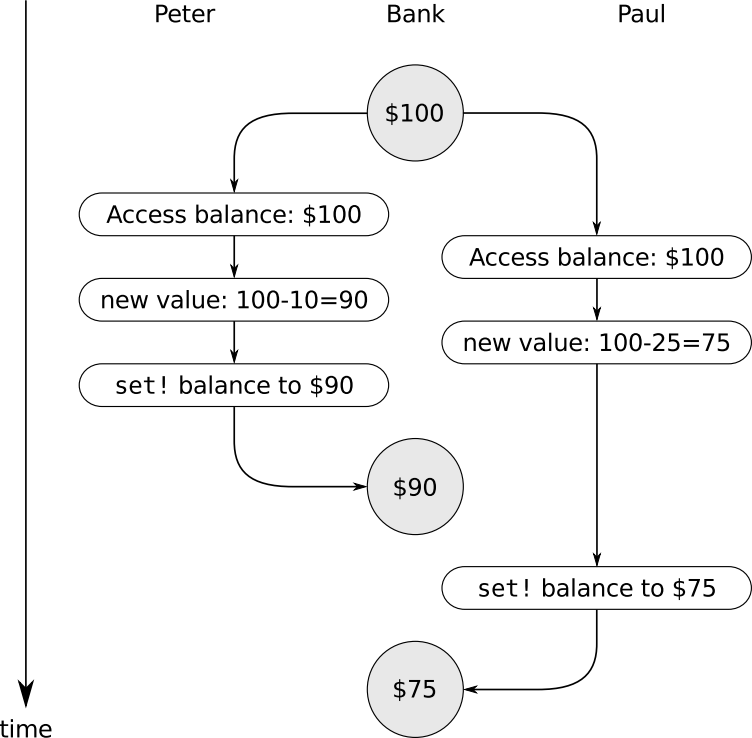 Peter Bank Paul
$100
Access balance: $100
Access balance: $100
new value: 100-10=90
new value: 100-25=75
set! balance to $90
$90
set! balance to $75
$75
time